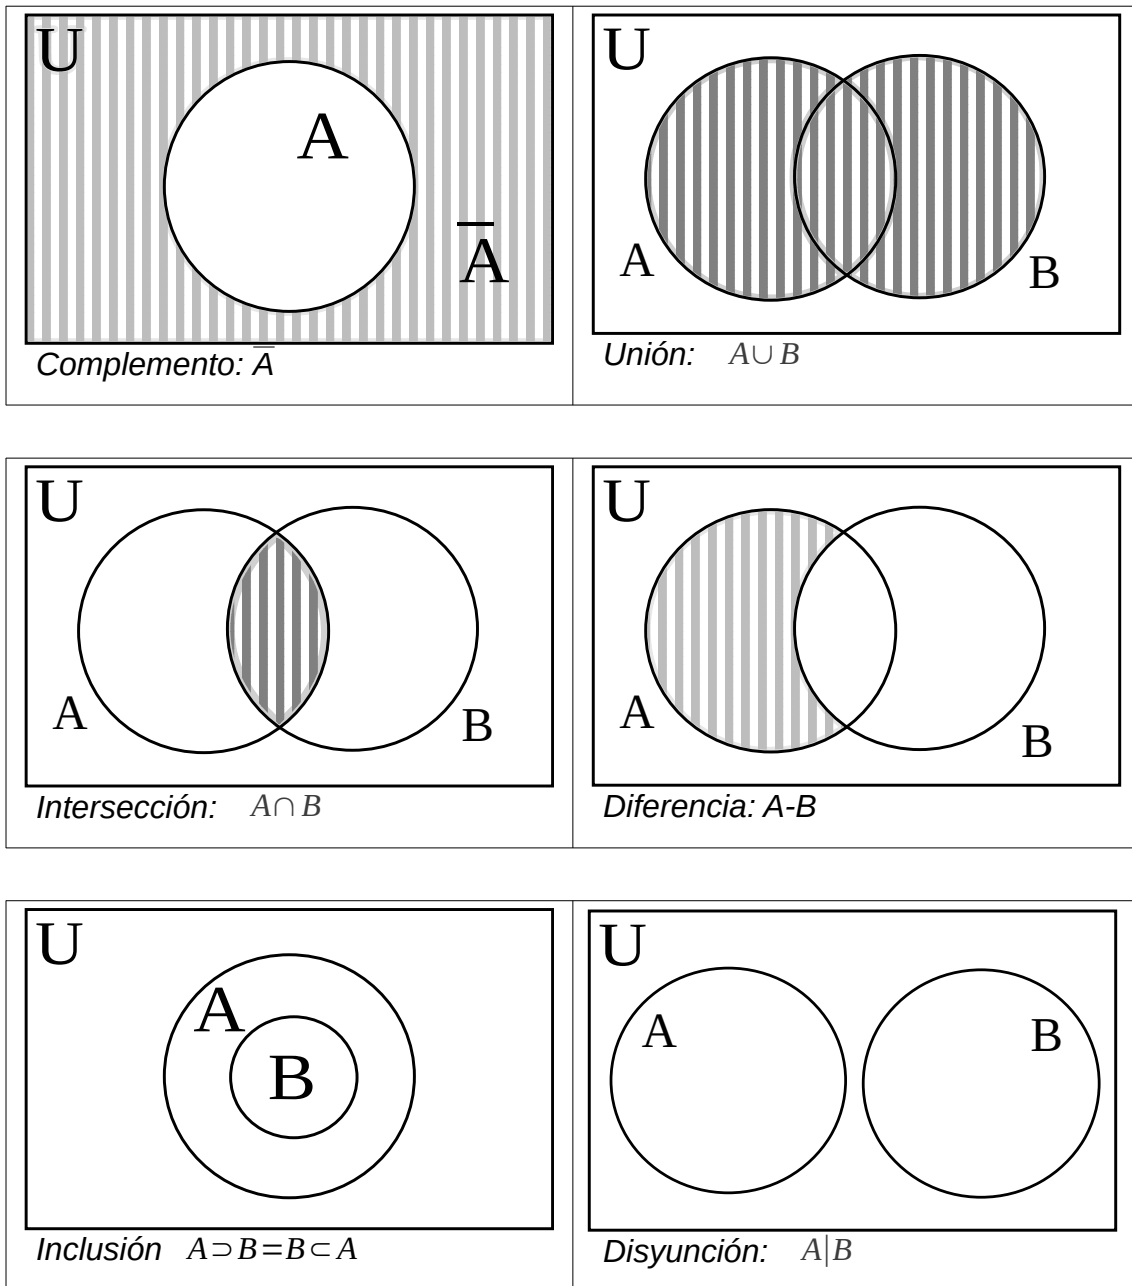 U
A
A̅
Complemento: A̅
U
A
B
Unión: A∪B
U
A
B
Intersección: A∩B
U
A
B
Diferencia: A-B
U
A
B
Inclusión A⊃B=B⊂A
U
A
B
Disyunción: A|B